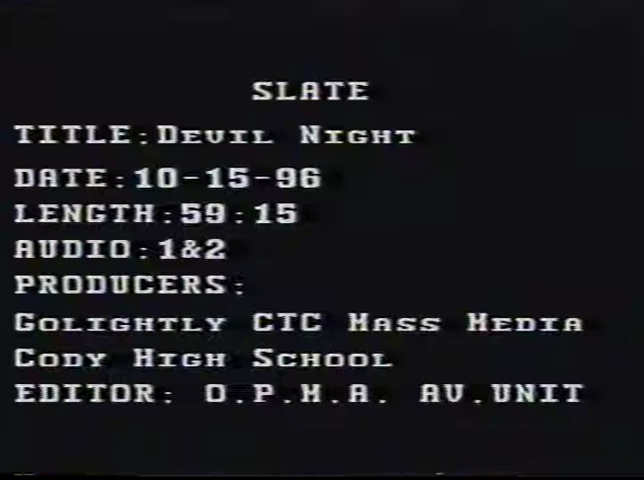 SLATE
TITLE:DEVIL NIGHT
DATE:10-15-96
LENGTH:59:15
AUDIO:1&2
PRODUCERS:
GOLIGHTLY CTC MASS MEDIA
CODY HIGH SCHOOL
EDITOR: O.P.M.A. AV.UNIT